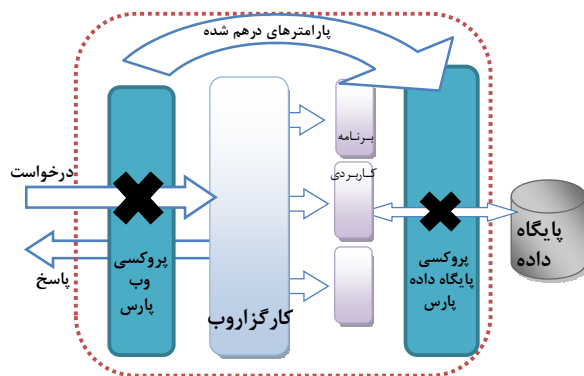 پارامترهای درهم شده
درخواست
پاسخ
پروکسی
وب
پارس
کارگزاروب
برنامه
کاربردی
پروکسی
پایگاه داده
پارس
پایگاه
داده